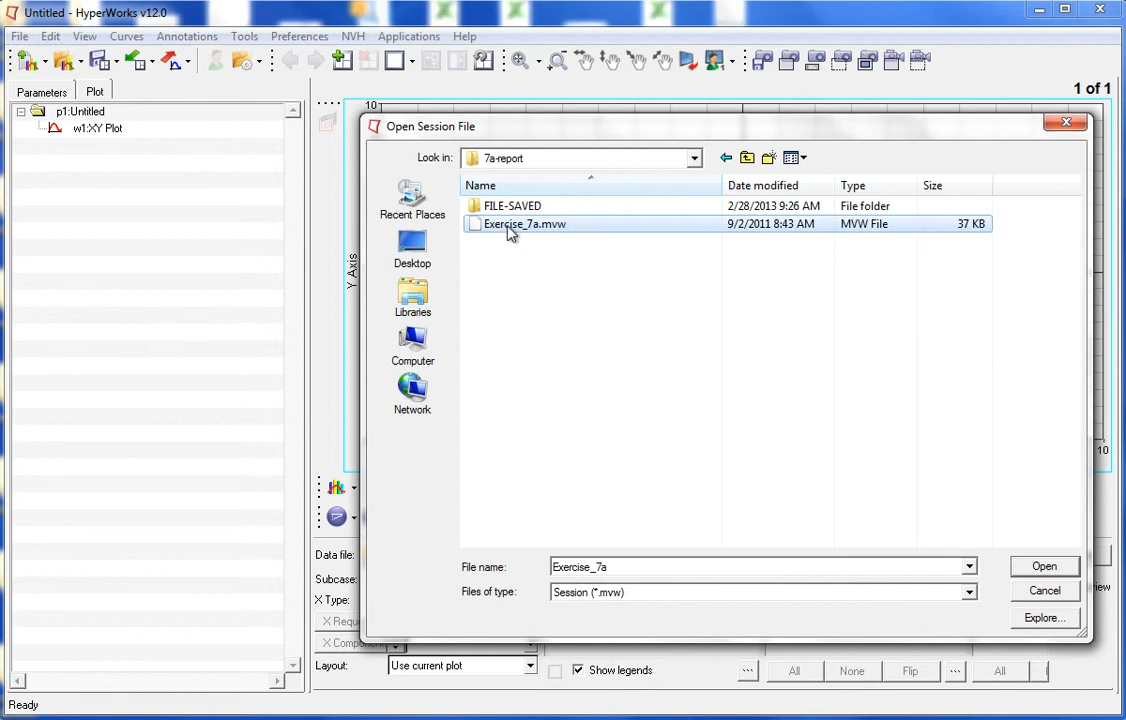 Untitled - HyperWorks v12.0
File Edit View Curves Annotations Tools Preferences NVH Applications Help
Parameters Plot
1 of 1
p1:Untitled
w1:XY Plot
10
Open Session File
Look in: 7a-report
Name Date modified Type Size
FILE-SAVED 2/28/2013 9:26 AM File folder
Exercise_7a.mvw 9/2/2011 8:43 AM MVW File 37 KB
Recent Places
Desktop
Libraries
Computer
Network
Y Axis
10
File name: Exercise_7a Open
Files of type: Session (*.mvw) Cancel
Explore...
Data file:
Subcase:
X Type:
X Requ
X Compone
Layout: Use current plot Show legends ... All None Flip ... All
Ready